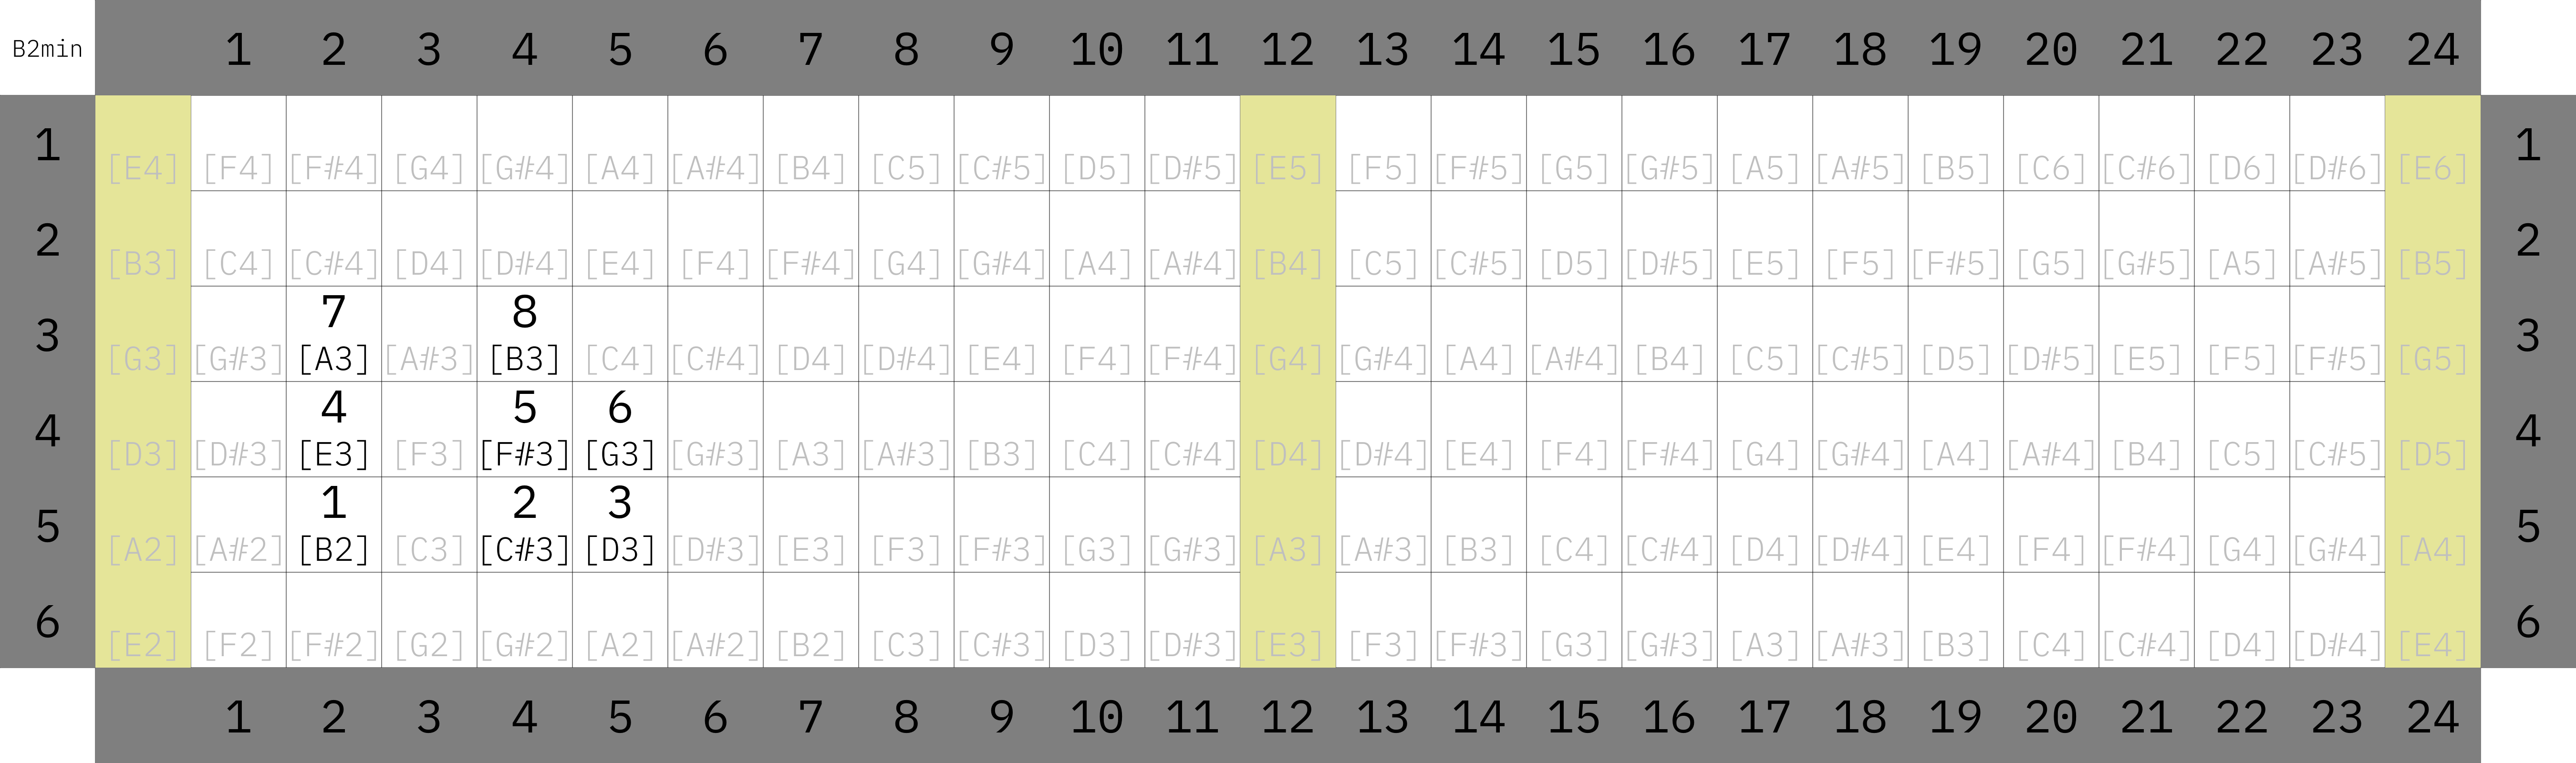 B2min 1 2 3 4 5 6 7 8 9 10 11 12 13 14 15 16 17 18 19 20 21 22 23 24
1 [E4] [F4] [F#4] [G4] [G#4] [A4] [A#4] [B4] [C5] [C#5] [D5] [D#5] [E5] [F5] [F#5] [G5] [G#5] [A5] [A#5] [B5] [C6] [C#6] [D6] [D#6] [E6] 1
2 [B3] [C4] [C#4] [D4] [D#4] [E4] [F4] [F#4] [G4] [G#4] [A4] [A#4] [B4] [C5] [C#5] [D5] [D#5] [E5] [F5] [F#5] [G5] [G#5] [A5] [A#5] [B5] 2
7 8
3 [G3] [G#3] [A3] [A#3] [B3] [C4] [C#4] [D4] [D#4] [E4] [F4] [F#4] [G4] [G#4] [A4] [A#4] [B4] [C5] [C#5] [D5] [D#5] [E5] [F5] [F#5] [G5] 3
4 5 6
4 [D3] [D#3] [E3] [F3] [F#3] [G3] [G#3] [A3] [A#3] [B3] [C4] [C#4] [D4] [D#4] [E4] [F4] [F#4] [G4] [G#4] [A4] [A#4] [B4] [C5] [C#5] [D5] 4
1 2 3
5 [A2] [A#2] [B2] [C3] [C#3] [D3] [D#3] [E3] [F3] [F#3] [G3] [G#3] [A3] [A#3] [B3] [C4] [C#4] [D4] [D#4] [E4] [F4] [F#4] [G4] [G#4] [A4] 5
6 [E2] [F2] [F#2] [G2] [G#2] [A2] [A#2] [B2] [C3] [C#3] [D3] [D#3] [E3] [F3] [F#3] [G3] [G#3] [A3] [A#3] [B3] [C4] [C#4] [D4] [D#4] [E4] 6
1 2 3 4 5 6 7 8 9 10 11 12 13 14 15 16 17 18 19 20 21 22 23 24